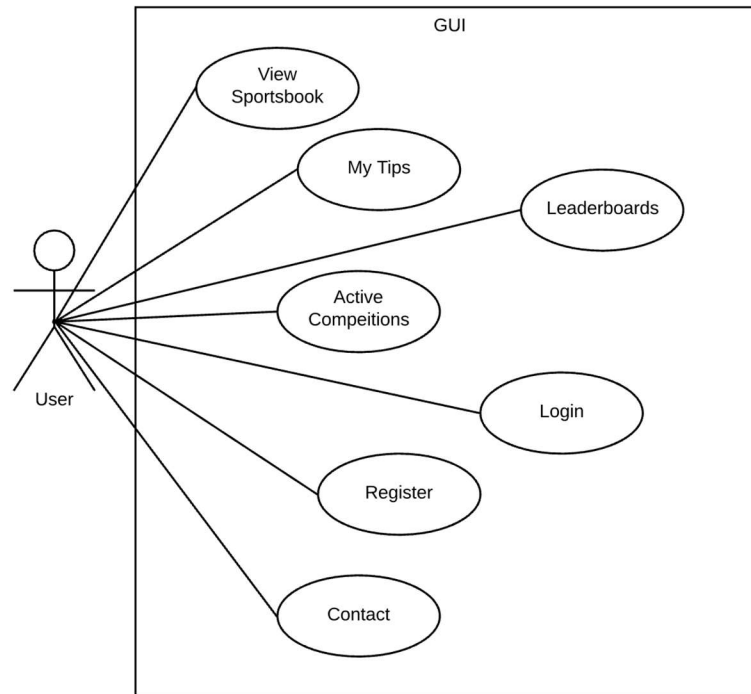 GUI
View
Sportsbook
My Tips
Leaderboards
Active
Compeitions
Login
User
Register
Contact